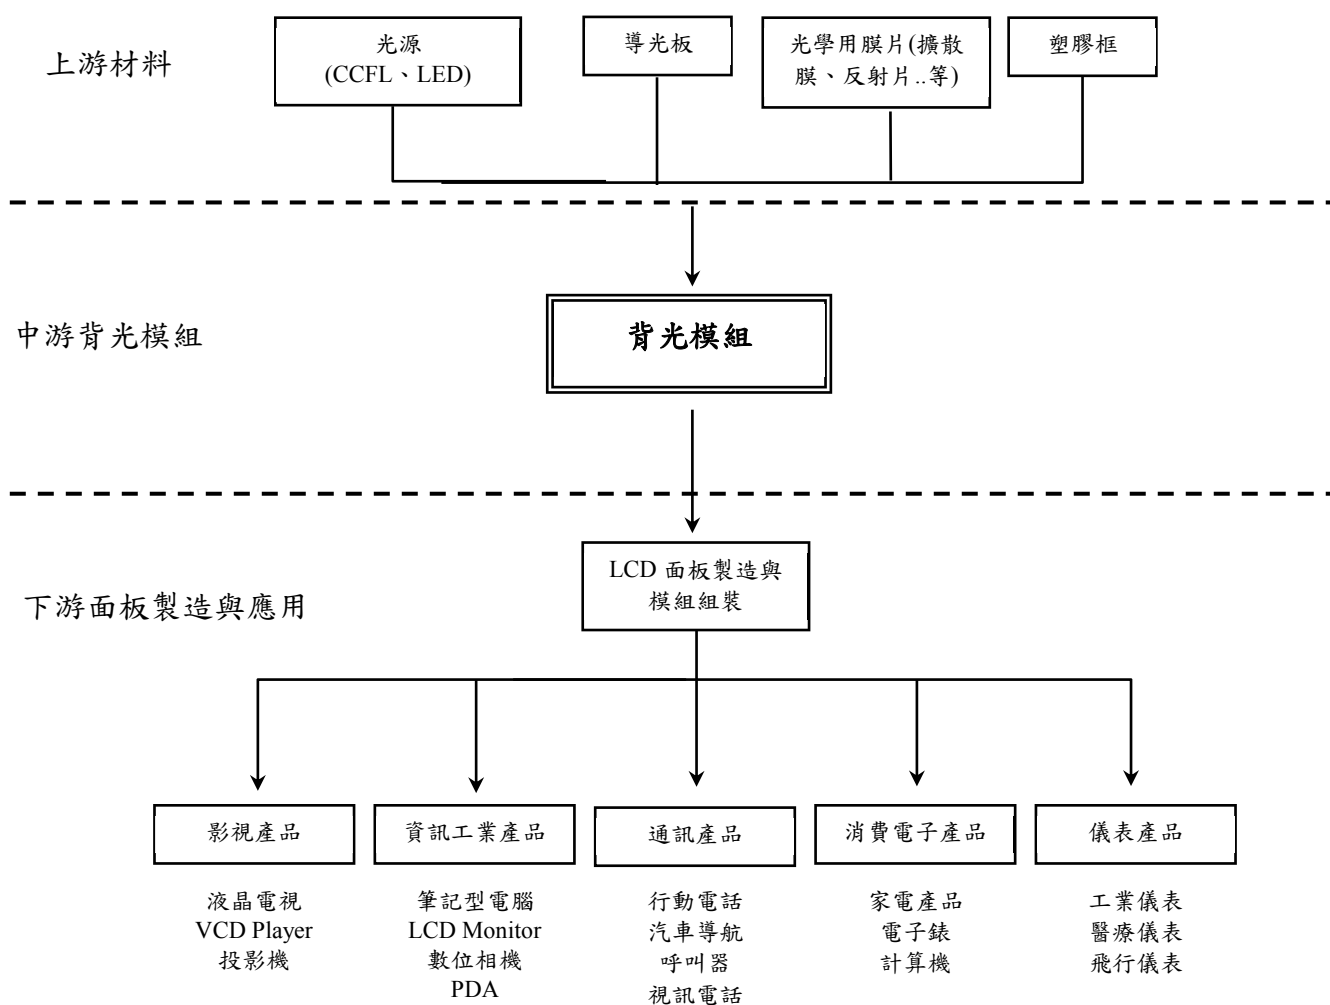 上游材料
光源
(CCFL、LED)
導光板
光學用膜片(擴散
膜、反射片..等)
塑膠框
中游背光模組
背光模組
下游面板製造與應用
LCD 面板製造與
模組組裝
影視產品
液晶電視
VCD Player
投影機
資訊工業產品
筆記型電腦
LCD Monitor
數位相機
PDA
通訊產品
行動電話
汽車導航
呼叫器
視訊電話
消費電子產品
家電產品
電子錶
計算機
儀表產品
工業儀表
醫療儀表
飛行儀表